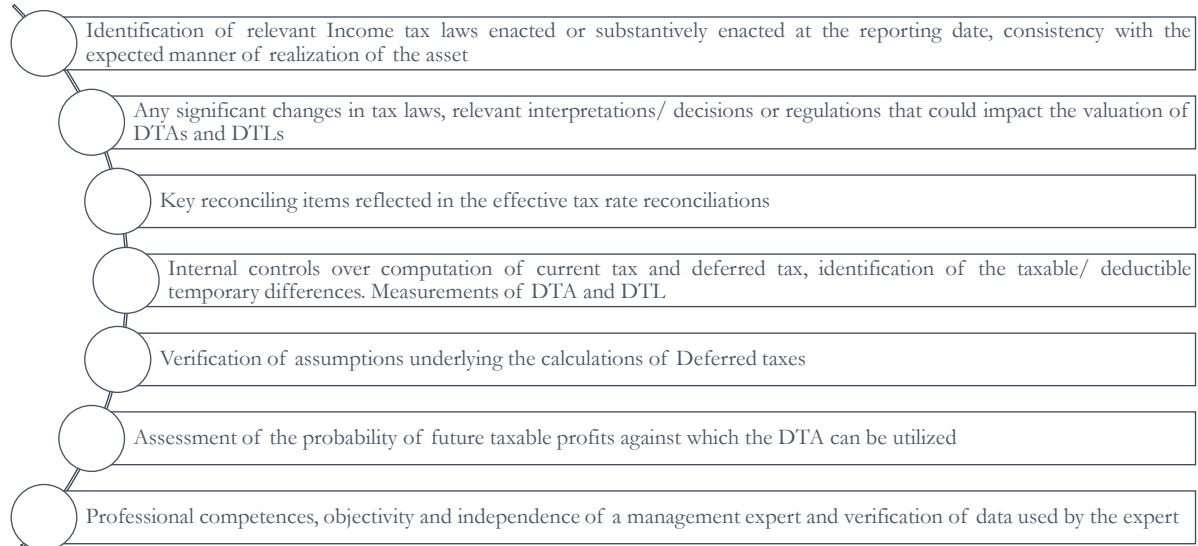 Identification of relevant Income tax laws enacted or substantively enacted at the reporting date, consistency with the
expected manner of realization of the asset
Any significant changes in tax laws, relevant interpretations/ decisions or regulations that could impact the valuation of
DTAs and DTLs
Key reconciling items reflected in the effective tax rate reconciliations
Internal controls over computation of current tax and deferred tax, identification of the taxable/ deductible
temporary differences. Measurements of DTA and DTL
Verification of assumptions underlying the calculations of Deferred taxes
Assessment of the probability of future taxable profits against which the DTA can be utilized
Professional competences, objectivity and independence of a management expert and verification of data used by the expert